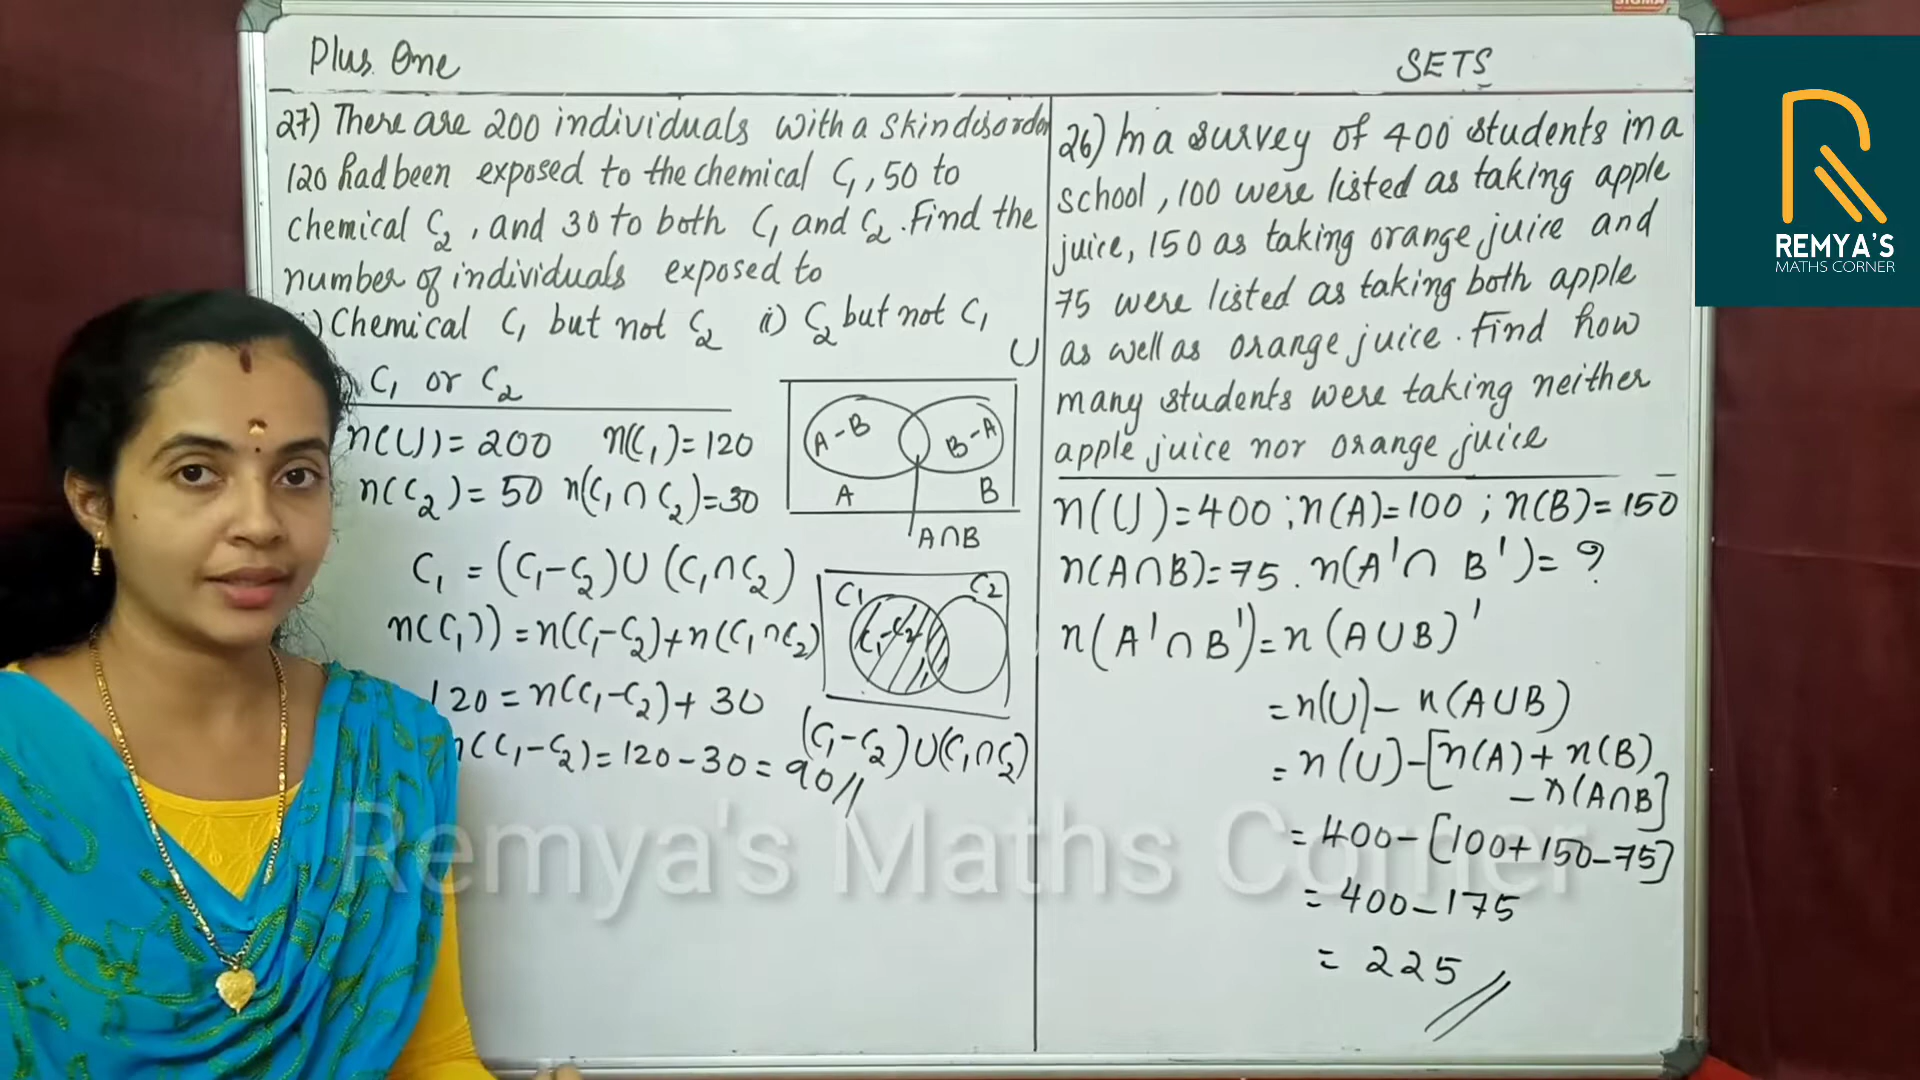 Plus One
SETS
27) There are 200 individuals with a skin disorder
120 had been exposed to the chemical C₁, 50 to
chemical C₂, and 30 to both C₁ and C₂. Find the
number of individuals exposed to
i) Chemical C₁ but not C₂ ii) C₂ but not C₁
C₁ or C₂
n(U) = 200 n(C₁) = 120
n(C₂) = 50 n(C₁ ∩ C₂) = 30
U
A-B
B-A
A
B
A∩B
C₁ = (C₁-C₂)∪(C₁∩C₂)
n(C₁)) = n(C₁-C₂)+n(C₁∩C₂)
120 = n(C₁-C₂)+ 30
n(C₁-C₂) = 120-30 = 90//
C₁
C₂
C₁-C₂
(C₁-C₂)∪(C₁∩C₂)
26) In a survey of 400 students in a
school, 100 were listed as taking apple
juice, 150 as taking orange juice and
75 were listed as taking both apple
as well as orange juice. Find how
many students were taking neither
apple juice nor orange juice
n(U)=400 ; n(A)=100 ; n(B)=150
n(A∩B)=75. n(A'∩ B')= ?
n(A'∩B')=n(A∪B)'
= n(U) - n(A∪B)
= n(U)-[n(A)+n(B)
-n(A∩B]
= 400-[100+150-75]
= 400-175
= 225//
R
REMYA'S
MATHS CORNER
Remya's Maths Corner